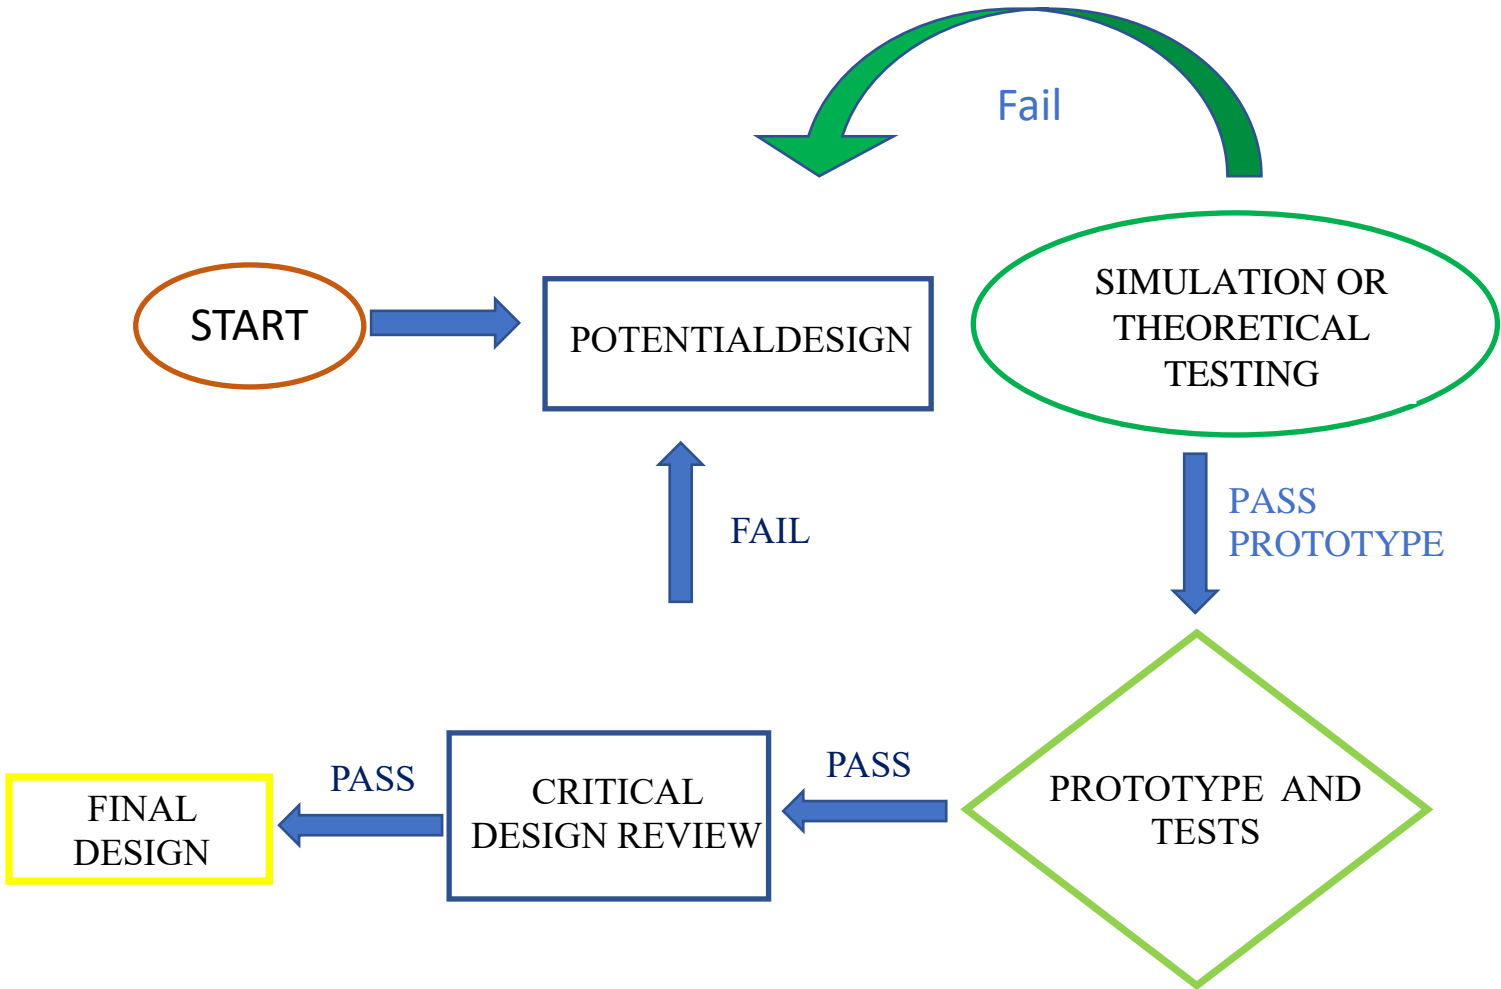 Fail
START
POTENTIALDESIGN
SIMULATION OR
THEORETICAL
TESTING
FAIL
PASS
PROTOTYPE
FINAL
DESIGN
PASS
CRITICAL
DESIGN REVIEW
PASS
PROTOTYPE  AND
TESTS